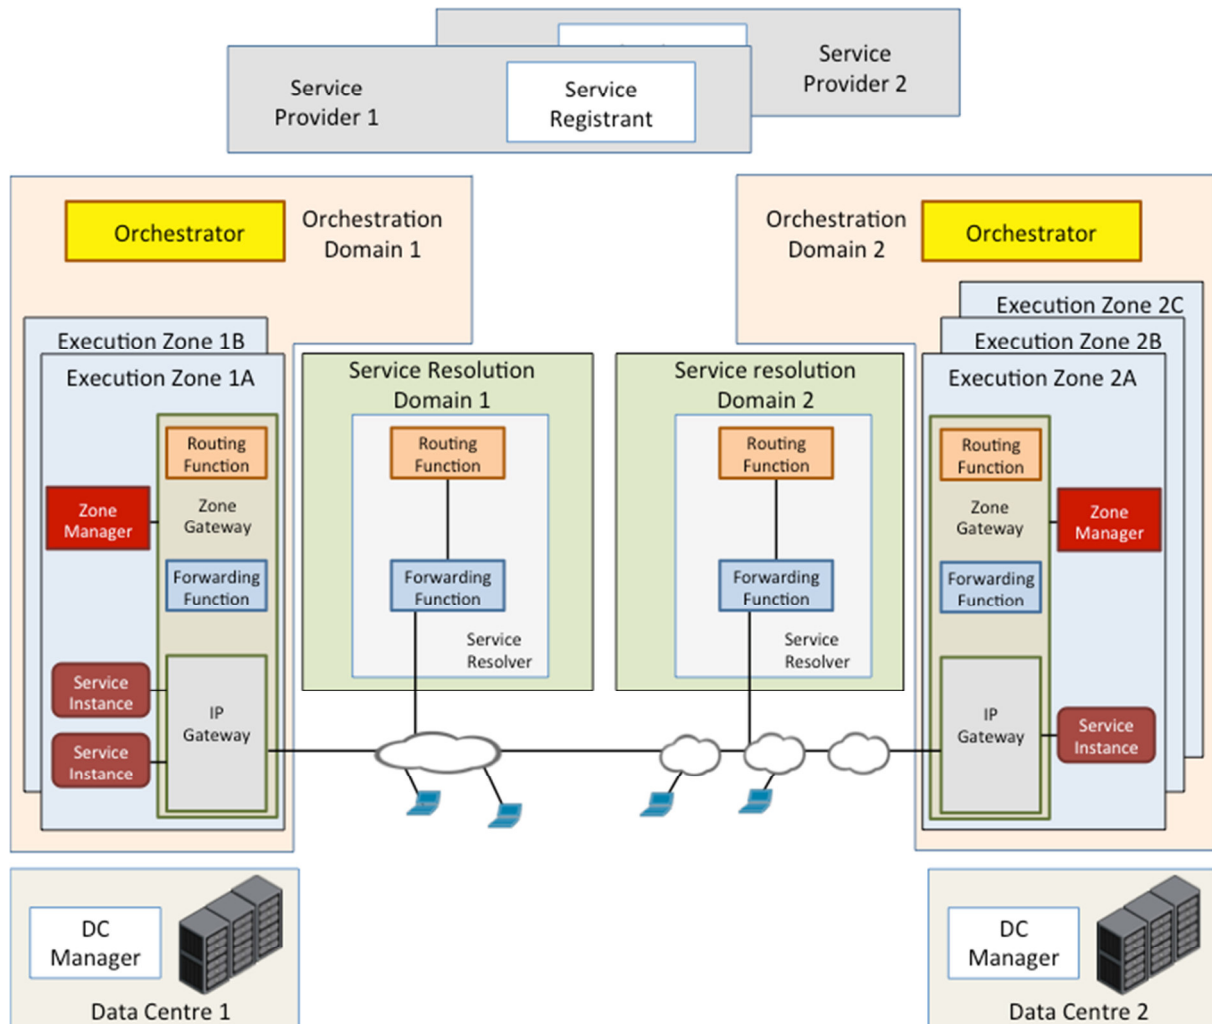 Service
Provider 2
Service
Provider 1
Service
Registrant
Orchestrator
Orchestration
Domain 1
Orchestration
Domain 2
Orchestrator
Execution Zone 1B
Execution Zone 1A
Routing
Function
Zone
Manager
Zone
Gateway
Forwarding
Function
Service
Instance
Service
Instance
IP
Gateway
Service Resolution
Domain 1
Routing
Function
Forwarding
Function
Service
Resolver
Service resolution
Domain 2
Routing
Function
Forwarding
Function
Service
Resolver
Execution Zone 2C
Execution Zone 2B
Execution Zone 2A
Routing
Function
Zone
Gateway
Zone
Manager
Forwarding
Function
IP
Gateway
Service
Instance
DC
Manager
Data Centre 1
DC
Manager
Data Centre 2